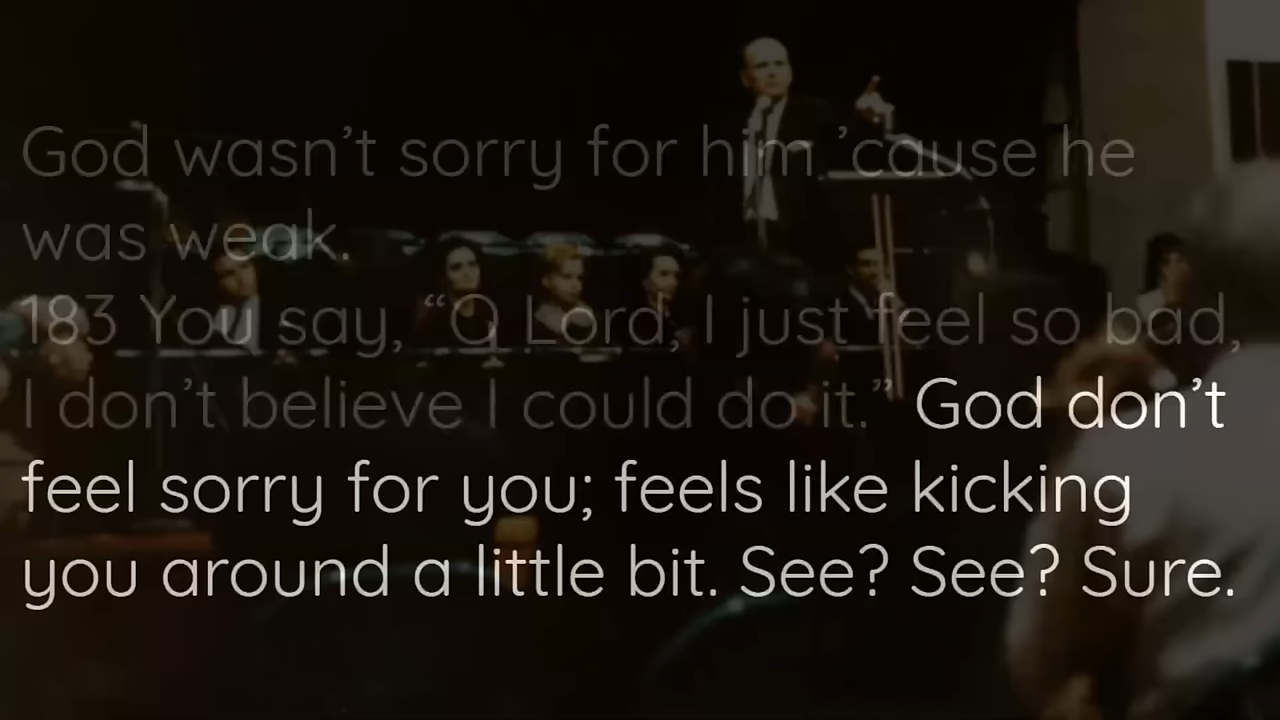 God wasn’t sorry for him ’cause he
was weak.
183 You say, “O Lord, I just feel so bad,
I don’t believe I could do it.” God don’t
feel sorry for you; feels like kicking
you around a little bit. See? See? Sure.